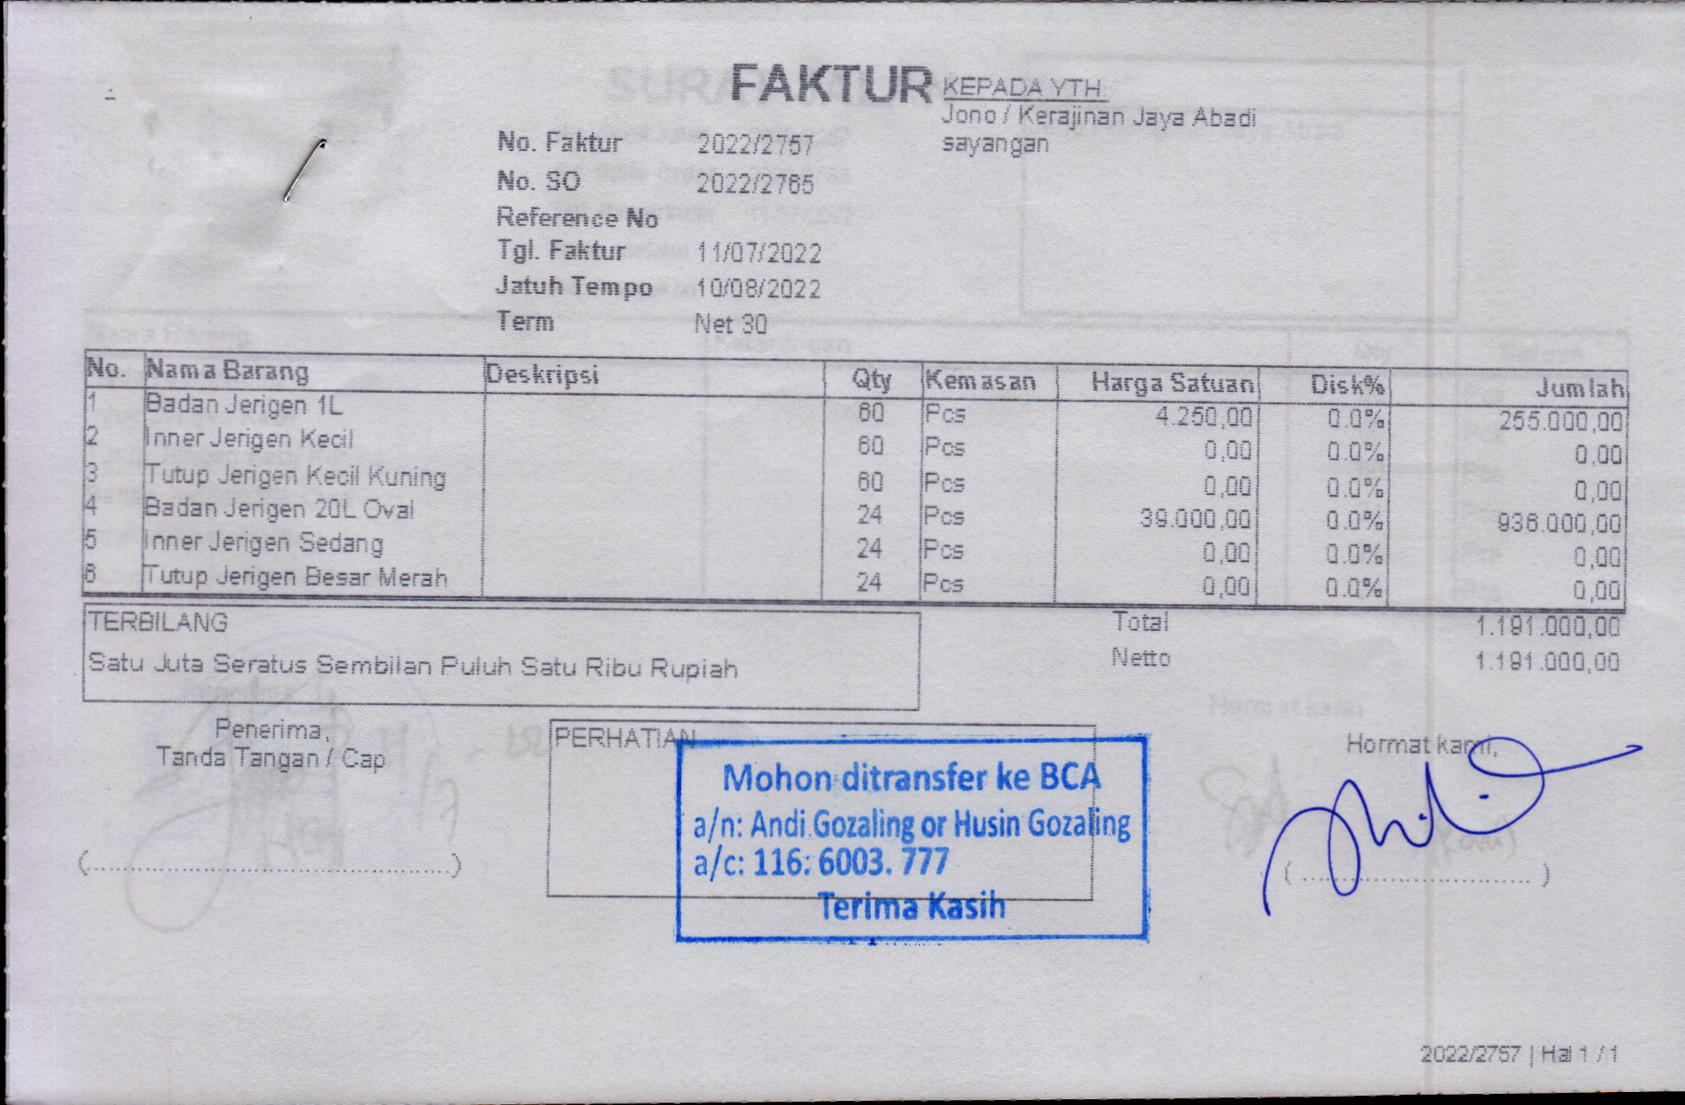 FAKTUR
KEPADA YTH.
Jono / Kerajinan Jaya Abadi
sayangan
No. Faktur 2022/2757
No. SO 2022/2765
Reference No
Tgl. Faktur 11/07/2022
Jatuh Tempo 10/08/2022
Term Net 30
No. Nama Barang Deskripsi Qty Kemasan Harga Satuan Disk% Jumlah
1 Badan Jerigen 1L 60 Pcs 4.250,00 0.0% 255.000,00
2 Inner Jerigen Kecil 60 Pcs 0,00 0.0% 0,00
3 Tutup Jerigen Kecil Kuning 60 Pcs 0,00 0.0% 0,00
4 Badan Jerigen 20L Oval 24 Pcs 39.000,00 0.0% 936.000,00
5 Inner Jerigen Sedang 24 Pcs 0,00 0.0% 0,00
6 Tutup Jerigen Besar Merah 24 Pcs 0,00 0.0% 0,00
TERBILANG
Satu Juta Seratus Sembilan Puluh Satu Ribu Rupiah
Total 1.191.000,00
Netto 1.191.000,00
Penerima,
Tanda Tangan / Cap
(..........................................)
PERHATIAN
Mohon ditransfer ke BCA
a/n: Andi Gozaling or Husin Gozaling
a/c: 116. 6003. 777
Terima Kasih
Hormat kami,
( .............................. )
2022/2757 | Hal 1 / 1